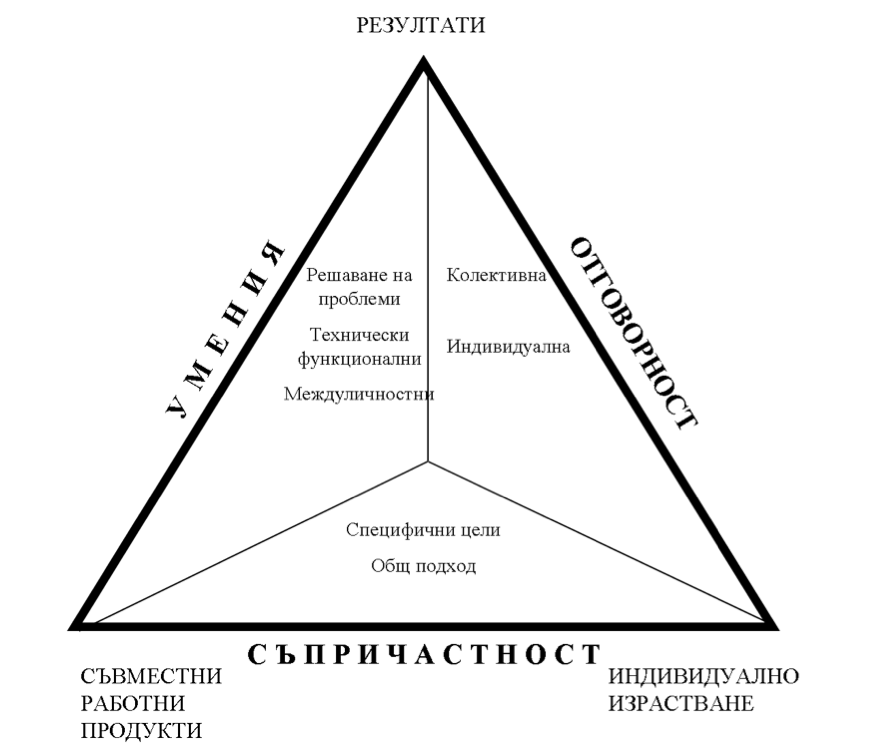 РЕЗУЛТАТИ
УМЕНИЯ
ОТГОВОРНОСТ
Решаване на
проблеми
Технически
функционални
Междуличностни
Колективна
Индивидуална
Специфични цели
Общ подход
СЪПРИЧАСТНОСТ
СЪВМЕСТНИ
РАБОТНИ
ПРОДУКТИ
ИНДИВИДУАЛНО
ИЗРАСТВАНЕ